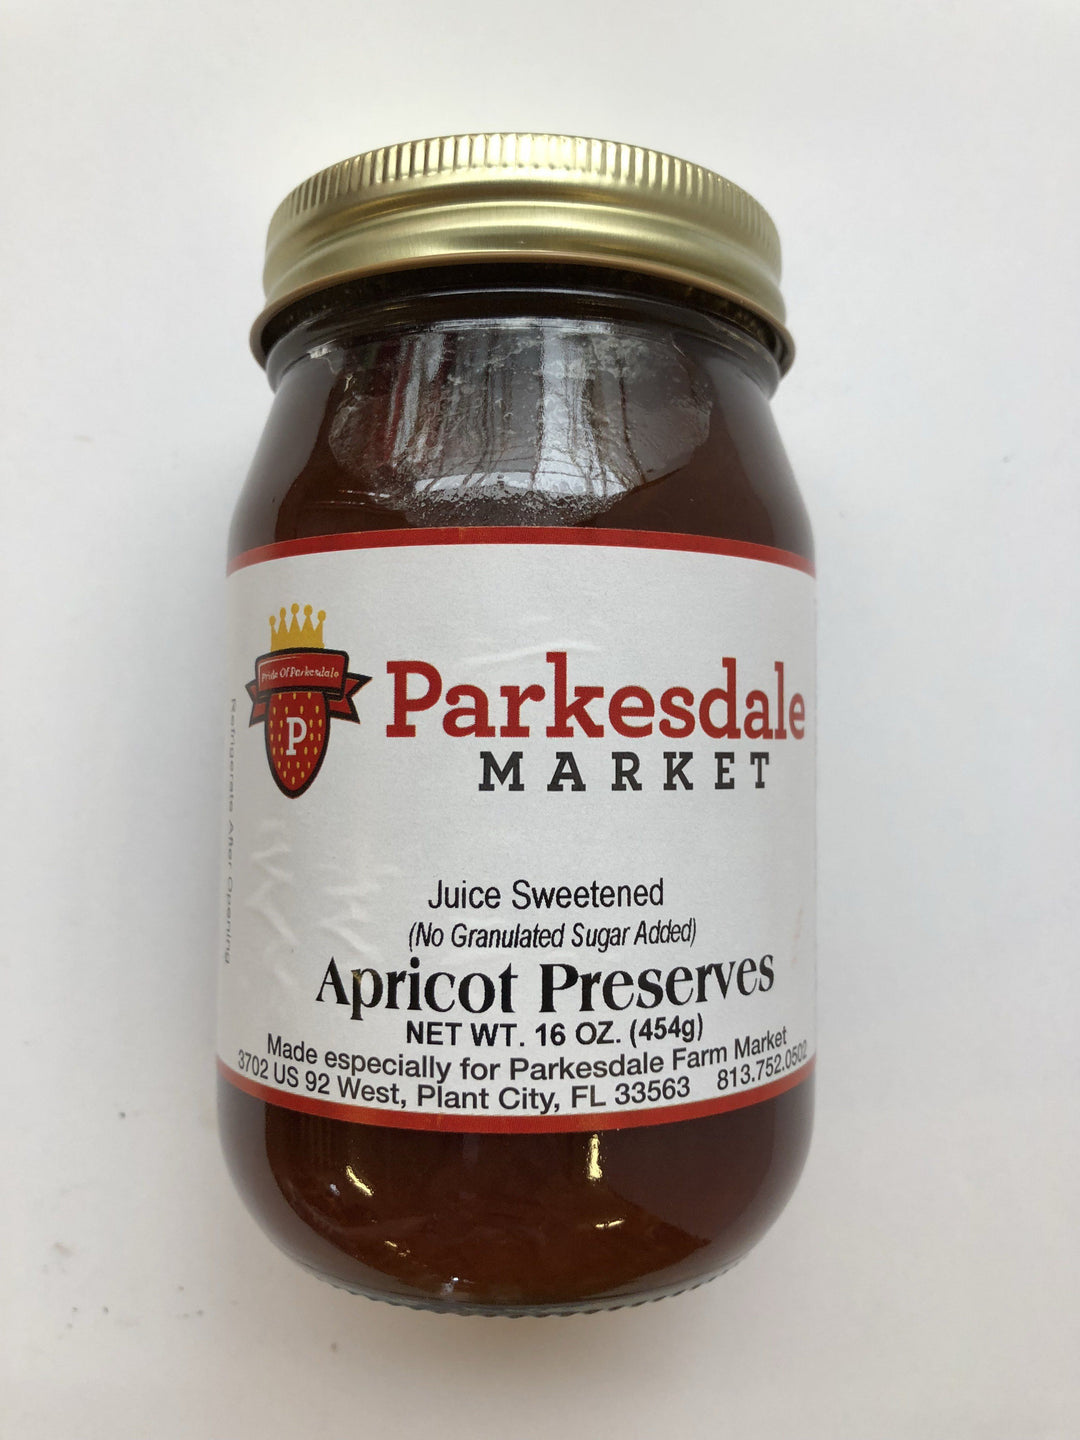 Pride Of Parkesdale
P
Parkesdale
MARKET
Refrigerate After Opening
Juice Sweetened
(No Granulated Sugar Added)
Apricot Preserves
NET WT. 16 OZ. (454g)
Made especially for Parkesdale Farm Market
3702 US 92 West, Plant City, FL 33563 813.752.0502